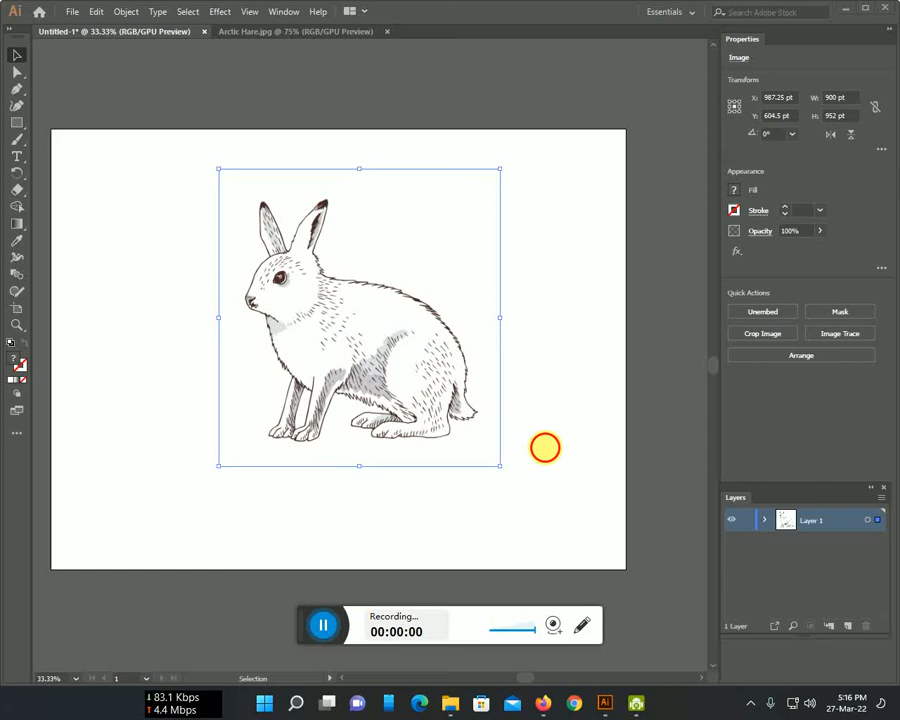 Ai File Edit Object Type Select Effect View Window Help Essentials Search Adobe Stock
Untitled-1* @ 33.33% (RGB/GPU Preview) × Arctic Hare.jpg @ 75% (RGB/GPU Preview) ×
Properties
Image
Transform
X: 987.25 pt W: 900 pt
Y: 604.5 pt H: 952 pt
0°
Appearance
? Fill
Stroke
Opacity 100%
fx.
Quick Actions
Unembed Mask
Crop Image Image Trace
Arrange
Layers
Layer 1
1 Layer
Recording...
00:00:00
33.33% 1 Selection
83.1 Kbps
4.4 Mbps
5:16 PM
27-Mar-22